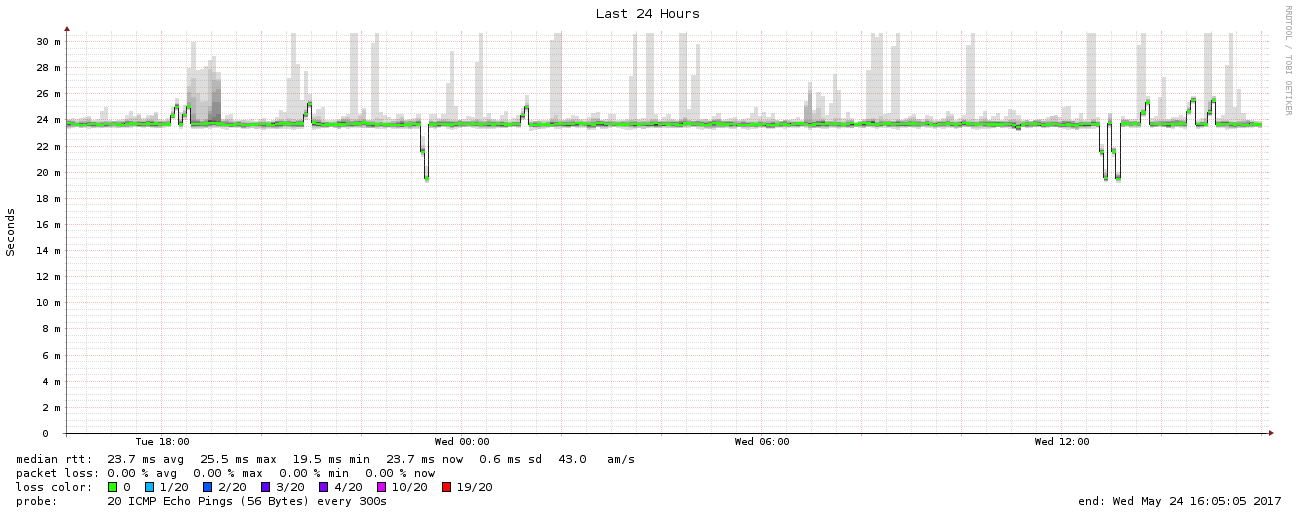 Last 24 Hours
RRDTOOL / TOBI OETIKER
Seconds
30 m
28 m
26 m
24 m
22 m
20 m
18 m
16 m
14 m
12 m
10 m
8 m
6 m
4 m
2 m
0
Tue 18:00 Wed 00:00 Wed 06:00 Wed 12:00
median rtt: 23.7 ms avg 25.5 ms max 19.5 ms min 23.7 ms now 0.6 ms sd 43.0 am/s
packet loss: 0.00 % avg 0.00 % max 0.00 % min 0.00 % now
loss color: 0 1/20 2/20 3/20 4/20 10/20 19/20
probe: 20 ICMP Echo Pings (56 Bytes) every 300s end: Wed May 24 16:05:05 2017